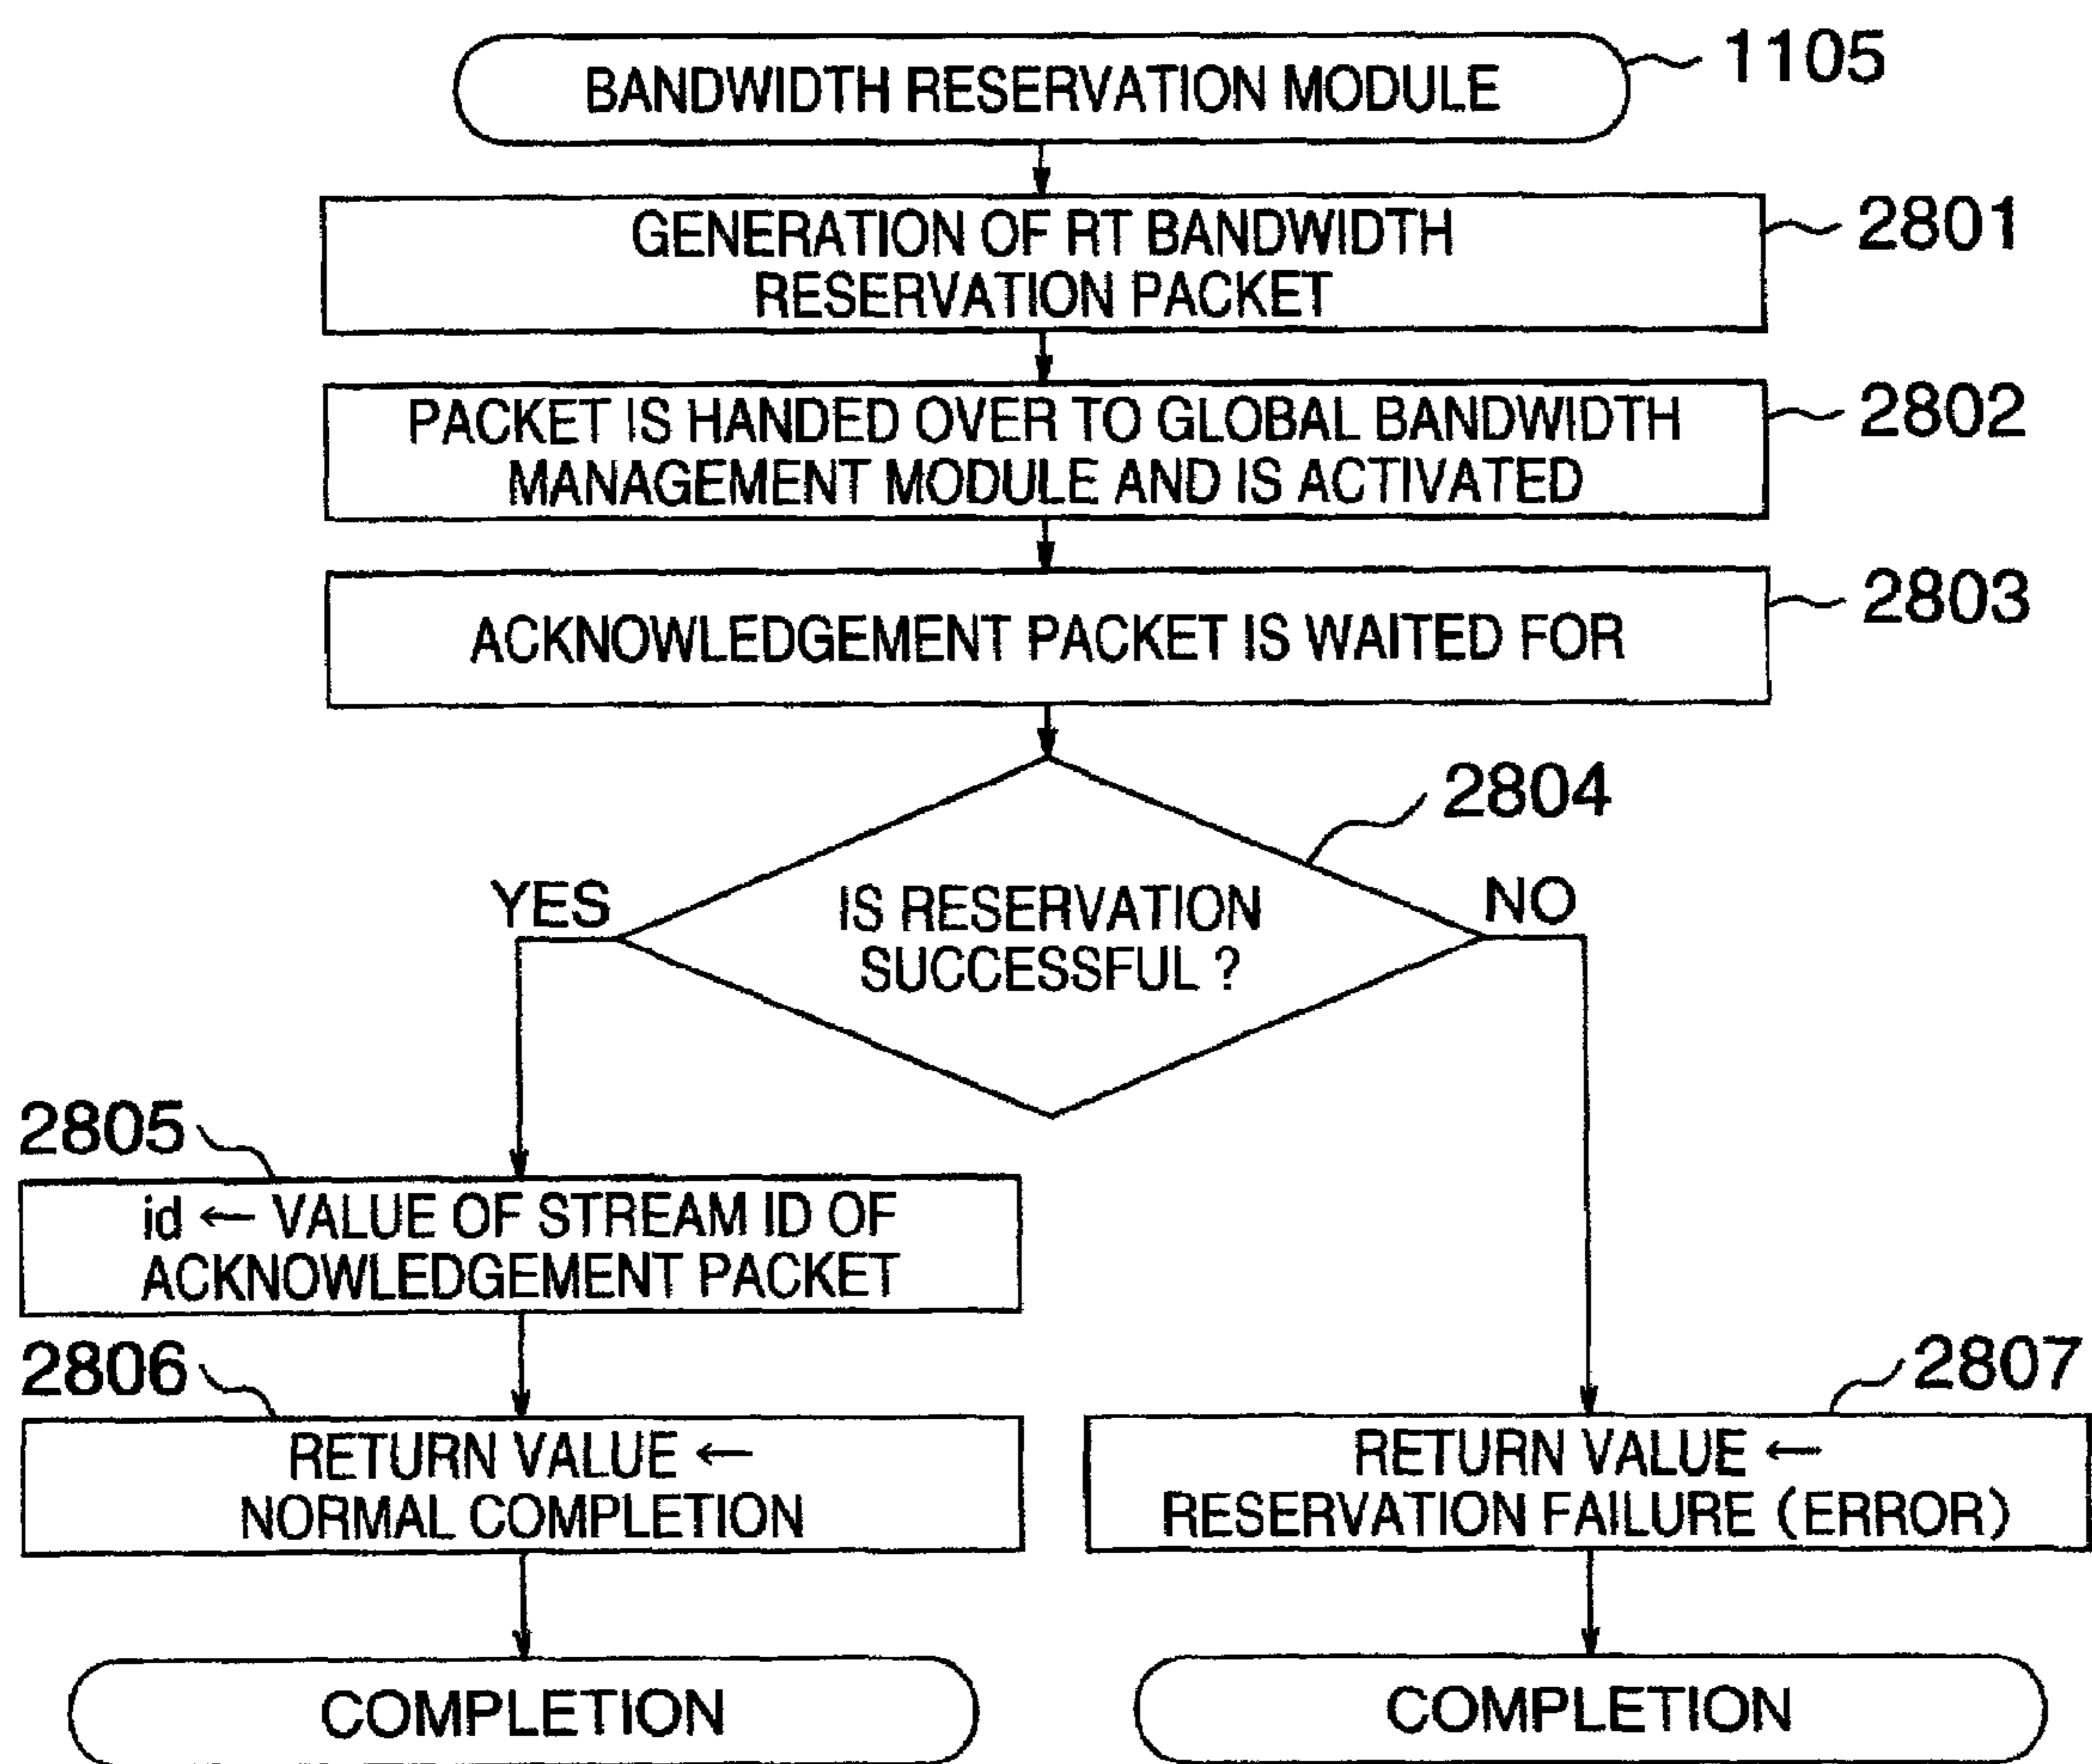 BANDWIDTH RESERVATION MODULE
1105
GENERATION OF RT BANDWIDTH
RESERVATION PACKET
2801
PACKET IS HANDED OVER TO GLOBAL BANDWIDTH
MANAGEMENT MODULE AND IS ACTIVATED
2802
ACKNOWLEDGEMENT PACKET IS WAITED FOR
2803
2804
YES
IS RESERVATION
SUCCESSFUL ?
NO
2805
id ← VALUE OF STREAM ID OF
ACKNOWLEDGEMENT PACKET
2806
RETURN VALUE ←
NORMAL COMPLETION
2807
RETURN VALUE ←
RESERVATION FAILURE (ERROR)
COMPLETION
COMPLETION